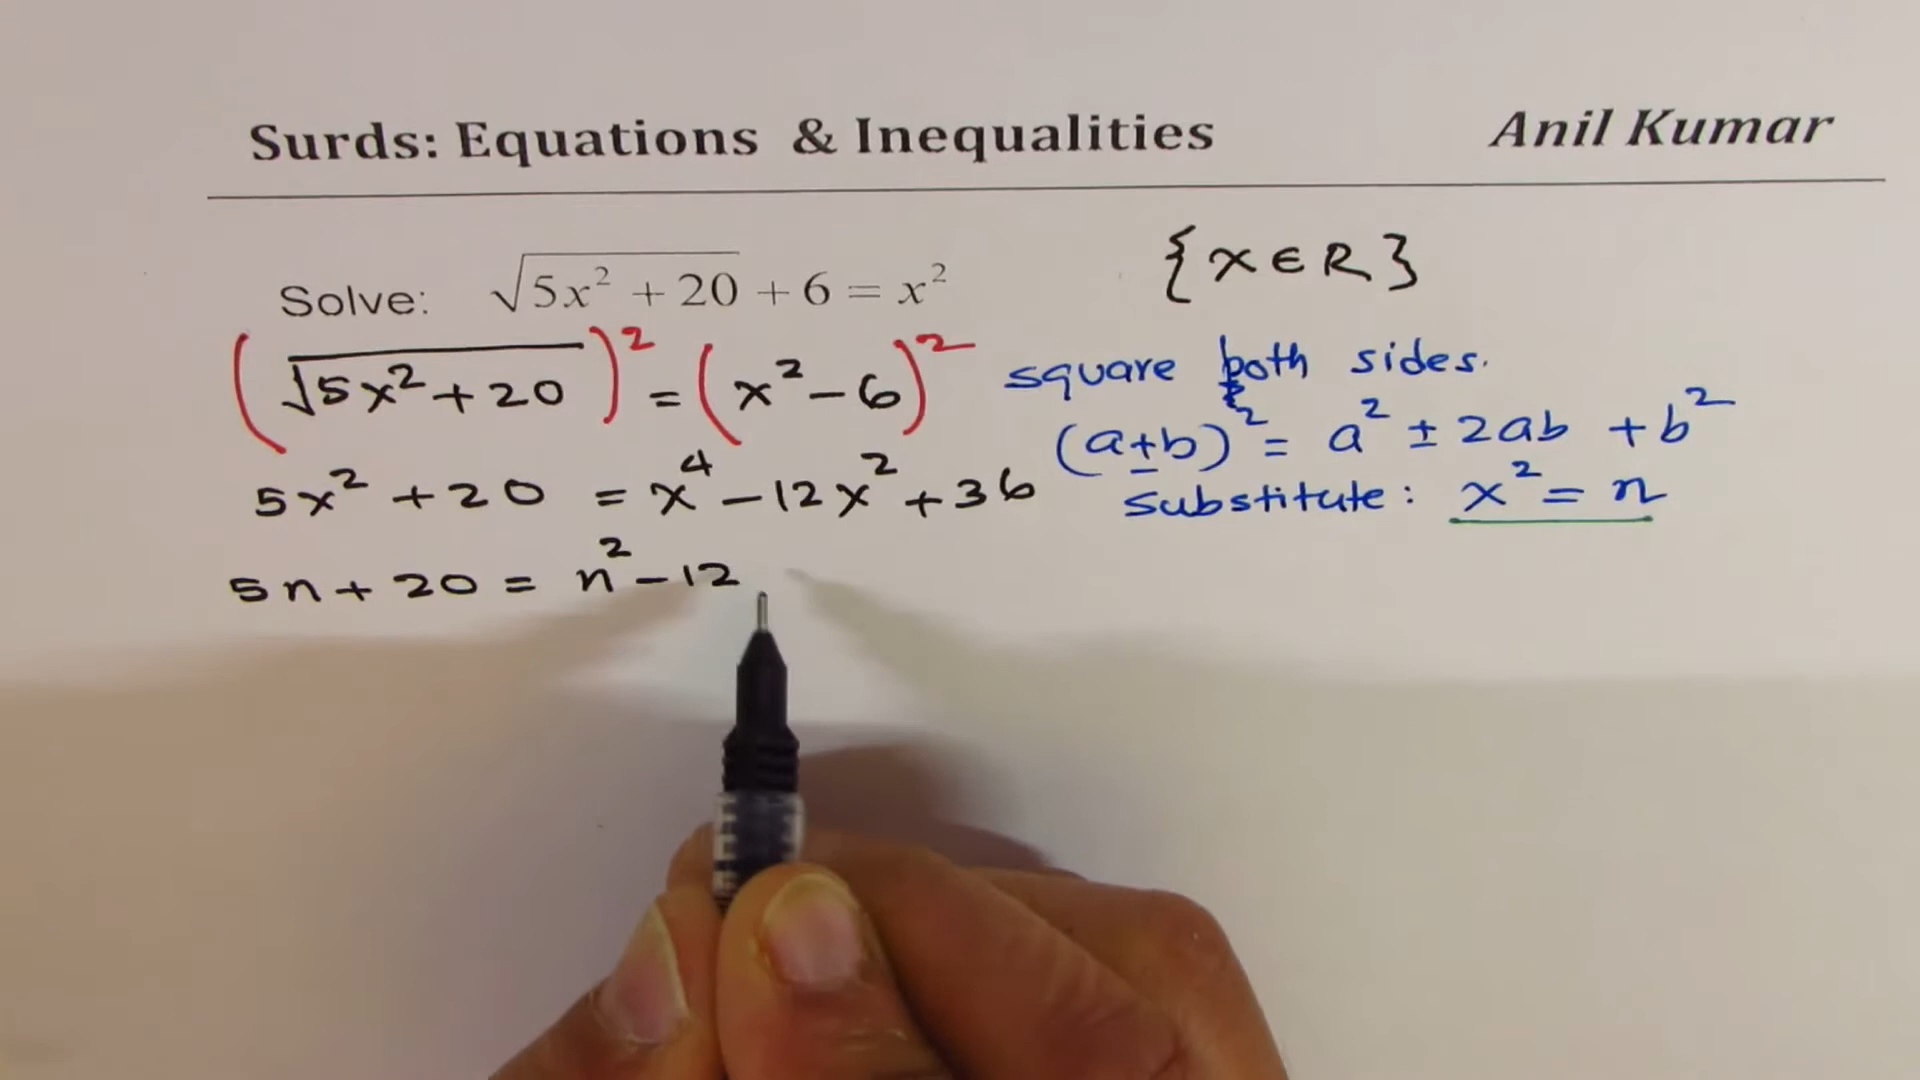 Surds: Equations & Inequalities Anil Kumar
Solve: √(5x² + 20) + 6 = x² {x ∈ R}
(√(5x² + 20))² = (x² - 6)² square both sides.
(a ± b)² = a² ± 2ab + b²
5x² + 20 = x⁴ - 12x² + 36 Substitute: x² = n
5n + 20 = n² - 12